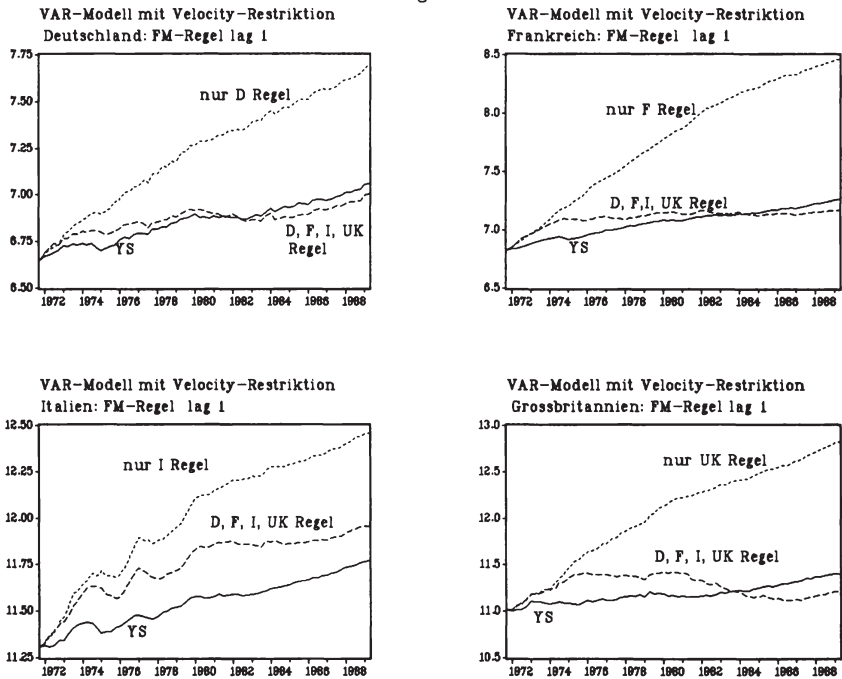 VAR-Modell mit Velocity-Restriktion
Deutschland: FM-Regel lag 1
7.75
7.50
7.25
7.00
6.75
6.50
nur D Regel
D, F, I, UK
Regel
YS
1972 1974 1976 1978 1980 1982 1984 1986 1988
VAR-Modell mit Velocity-Restriktion
Frankreich: FM-Regel lag 1
8.5
8.0
7.5
7.0
6.5
nur F Regel
D, F,I, UK Regel
YS
1972 1974 1976 1978 1980 1982 1984 1986 1988
VAR-Modell mit Velocity-Restriktion
Italien: FM-Regel lag 1
12.50
12.25
12.00
11.75
11.50
11.25
nur I Regel
D, F, I, UK Regel
YS
1972 1974 1976 1978 1980 1982 1984 1986 1988
VAR-Modell mit Velocity-Restriktion
Grossbritannien: FM-Regel lag 1
13.0
12.5
12.0
11.5
11.0
10.5
nur UK Regel
D, F, I, UK Regel
YS
1972 1974 1976 1978 1980 1982 1984 1986 1988